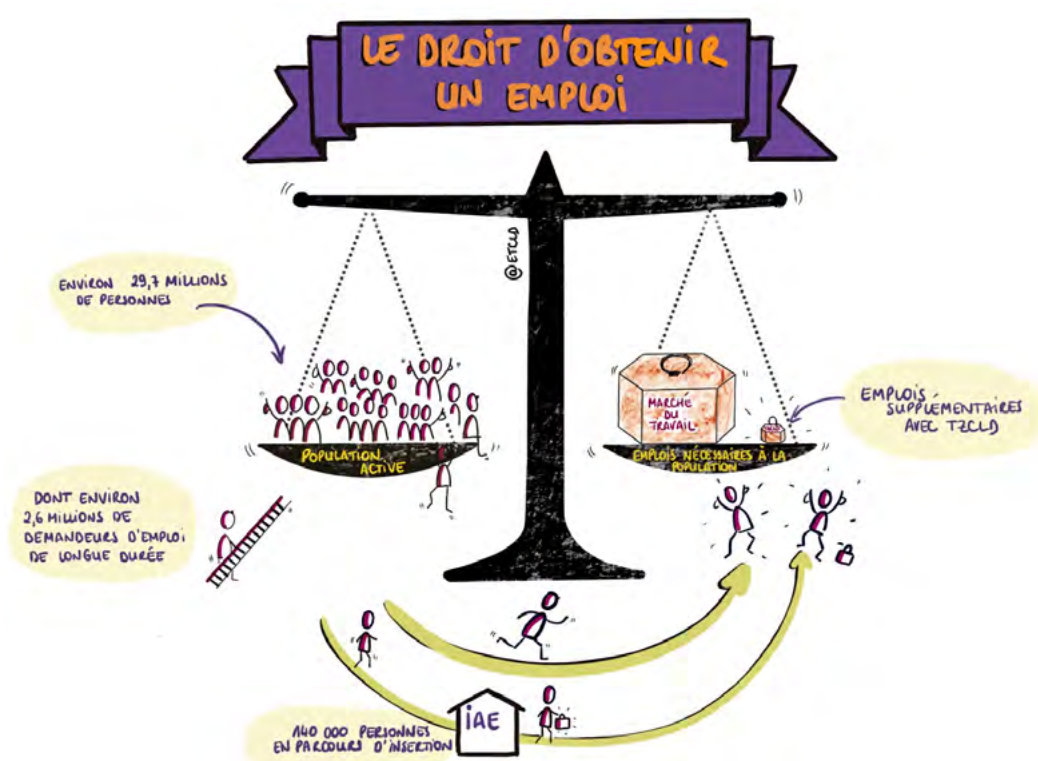 LE DROIT D'OBTENIR
UN EMPLOI
@ETCLD
ENVIRON 29,7 MILLIONS
DE PERSONNES
MARCHÉ
DU
TRAVAIL
EMPLOIS
SUPPLEMENTAIRES
AVEC TZCLD
POPULATION
ACTIVE
EMPLOIS NÉCESSAIRES À LA
POPULATION
DONT ENVIRON
2,6 MILLIONS DE
DEMANDEURS D'EMPLOI
DE LONGUE DURÉE
IAE
140 000 PERSONNES
EN PARCOURS D'INSERTION